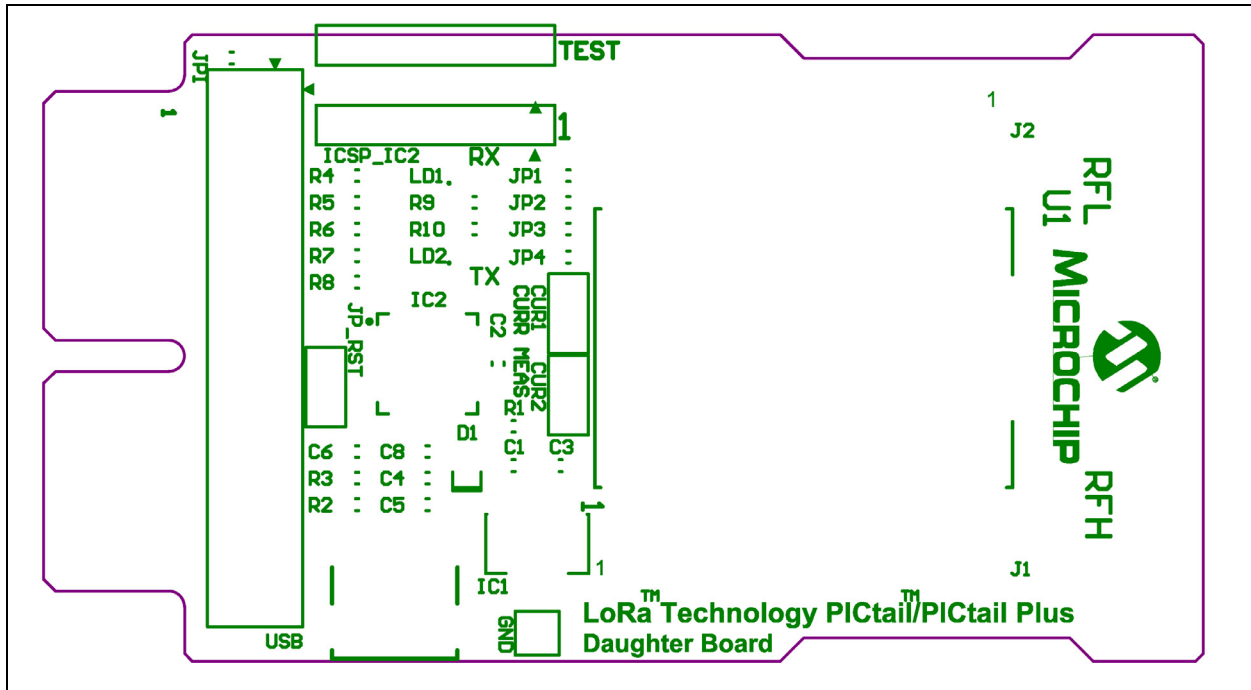 TEST
JP1
1
1
1
J2
ICSP_IC2
RX
R4
LD1
JP1
RFL
R5
R9
JP2
U1
R6
R10
JP3
R7
LD2
JP4
TX
R8
IC2
JP_RST
C2
CURR MEAS
CUR1
CUR2
MICROCHIP
R1
D1
C6
C8
C1
C3
R3
C4
R2
C5
1
RFH
IC1
1
J1
USB
GND
LoRa™ Technology PICtail™/PICtail Plus
Daughter Board